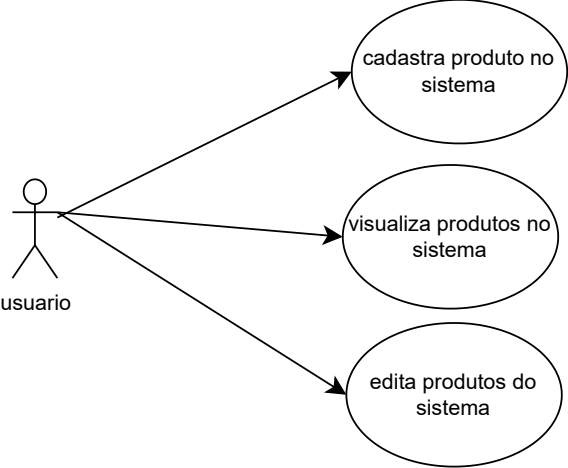 cadastra produto no
sistema
visualiza produtos no
sistema
usuario
edita produtos do
sistema